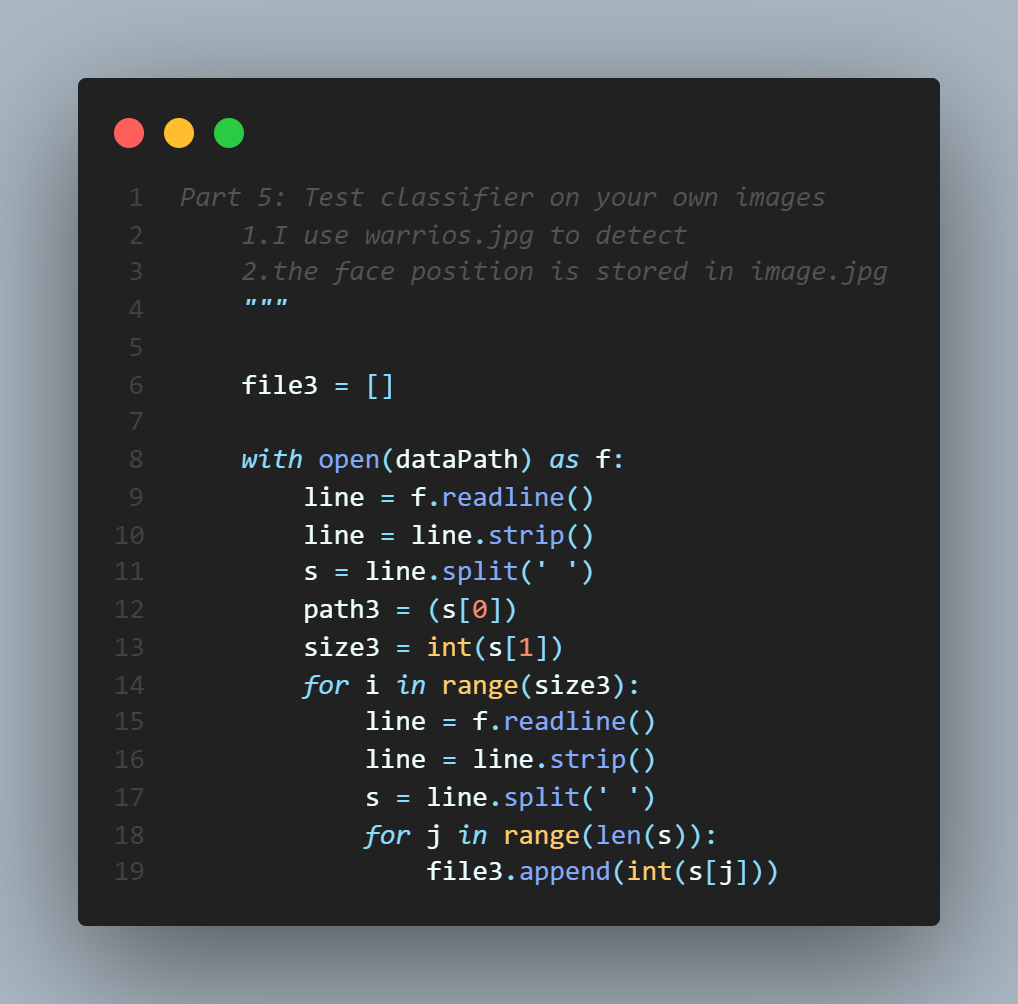 1 Part 5: Test classifier on your own images
2 1.I use warrios.jpg to detect
3 2.the face position is stored in image.jpg
4 """
5
6 file3 = []
7
8 with open(dataPath) as f:
9 line = f.readline()
10 line = line.strip()
11 s = line.split(' ')
12 path3 = (s[0])
13 size3 = int(s[1])
14 for i in range(size3):
15 line = f.readline()
16 line = line.strip()
17 s = line.split(' ')
18 for j in range(len(s)):
19 file3.append(int(s[j]))